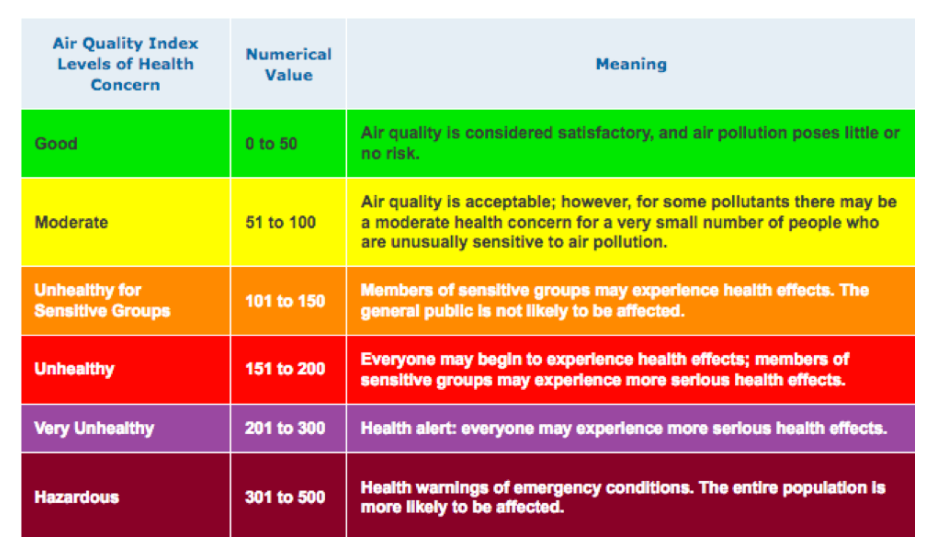 Air Quality Index
Levels of Health
Concern
Numerical
Value
Meaning
Good
0 to 50
Air quality is considered satisfactory, and air pollution poses little or
no risk.
Moderate
51 to 100
Air quality is acceptable; however, for some pollutants there may be
a moderate health concern for a very small number of people who
are unusually sensitive to air pollution.
Unhealthy for
Sensitive Groups
101 to 150
Members of sensitive groups may experience health effects. The
general public is not likely to be affected.
Unhealthy
151 to 200
Everyone may begin to experience health effects; members of
sensitive groups may experience more serious health effects.
Very Unhealthy
201 to 300
Health alert: everyone may experience more serious health effects.
Hazardous
301 to 500
Health warnings of emergency conditions. The entire population is
more likely to be affected.